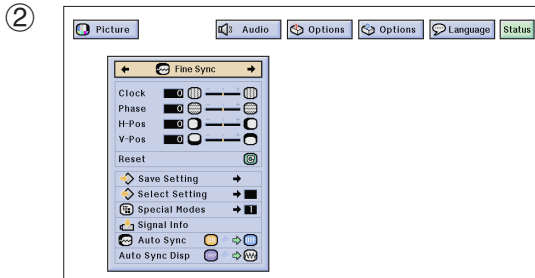 ②
Picture Audio Options Options Language Status
Fine Sync
Clock 0
Phase 0
H-Pos 0
V-Pos 0
Reset
Save Setting
Select Setting
Special Modes 1
Signal Info
Auto Sync
Auto Sync Disp